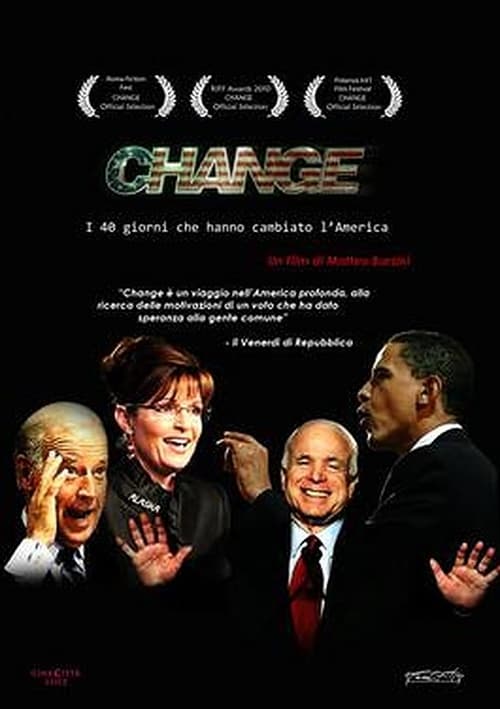 Roma Fiction
Fest
CHANGE
Official Selection
RIFF Awards 2010
CHANGE
Official Selection
Film Festival
CHANGE
Official Selection
CHANGE
I 40 giorni che hanno cambiato l'America
Un film di Matteo Barzini
"Change è un viaggio nell'America profonda, alla
ricerca delle motivazioni di un voto che ha dato
speranza alla gente comune"
- Il Venerdì di Repubblica
ALASKA
CINECITTÀ
LUCE